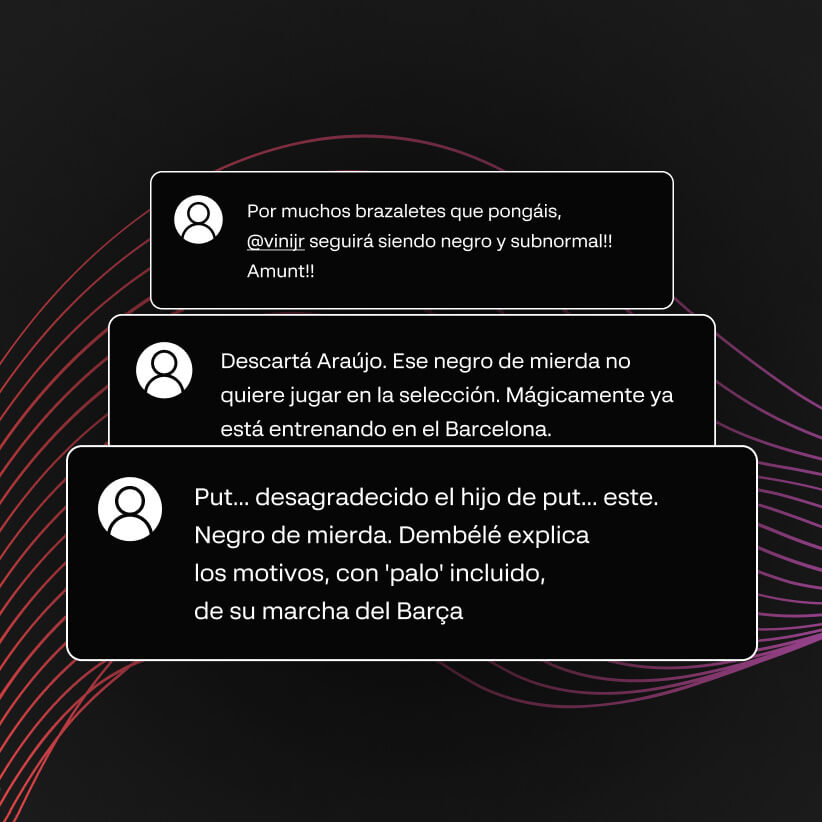 Por muchos brazaletes que pongáis,
@vinijr seguirá siendo negro y subnormal!!
Amunt!!
Descartá Araújo. Ese negro de mierda no
quiere jugar en la selección. Mágicamente ya
está entrenando en el Barcelona.
Put... desagradecido el hijo de put... este.
Negro de mierda. Dembélé explica
los motivos, con 'palo' incluido,
de su marcha del Barça